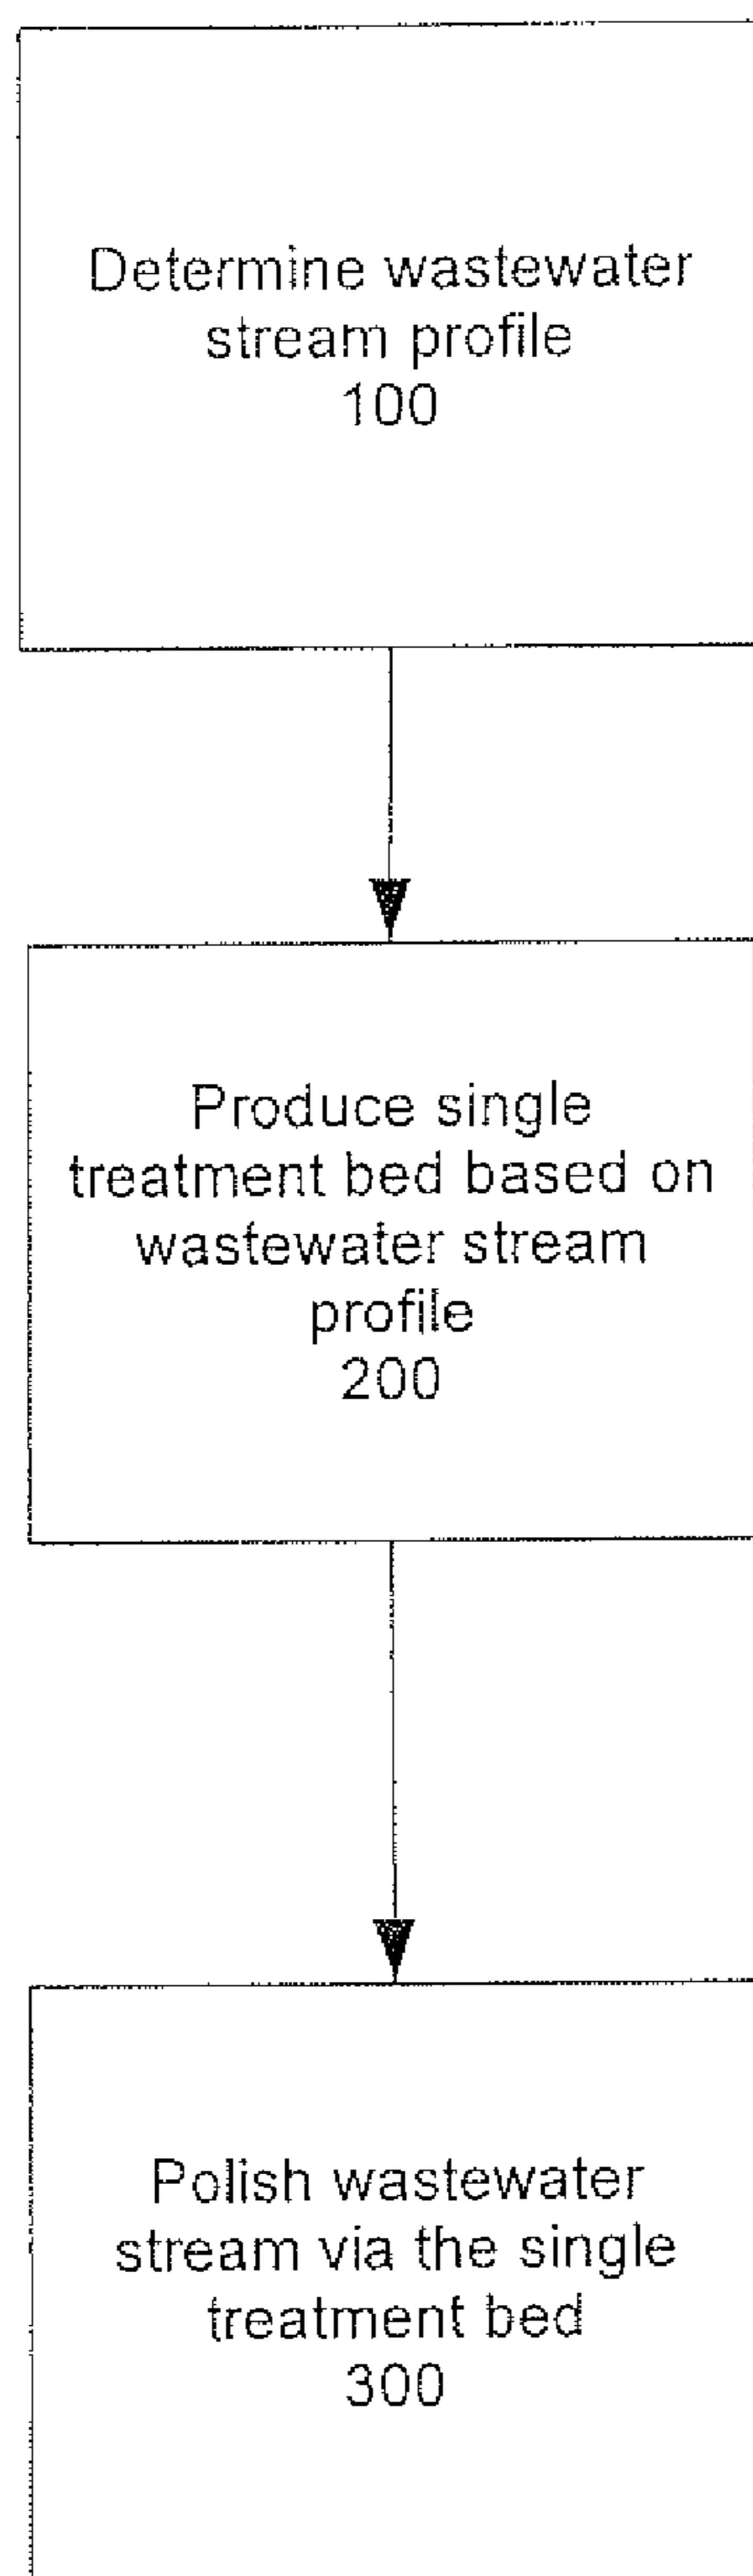 Determine wastewater
stream profile
100
Produce single
treatment bed based on
wastewater stream
profile
200
Polish wastewater
stream via the single
treatment bed
300